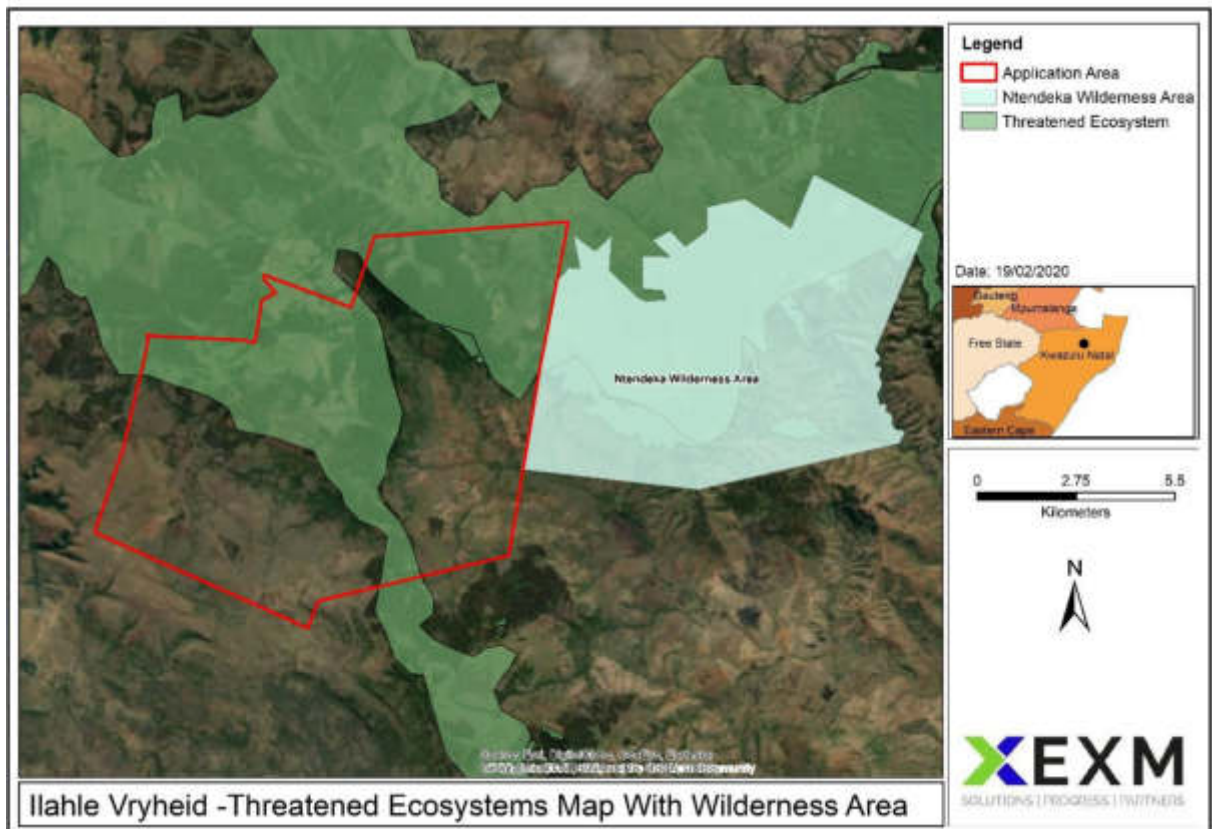 Legend
Application Area
Ntendeka Wilderness Area
Threatened Ecosystem
Date: 19/02/2020
Gauteng
Mpumalanga
Free State
KwaZulu Natal
Eastern Cape
Ntendeka Wilderness Area
0 2.75 5.5
Kilometers
N
Community
Ilahle Vryheid -Threatened Ecosystems Map With Wilderness Area
XEXM
SOLUTIONS | PROGRESS | PARTNERS